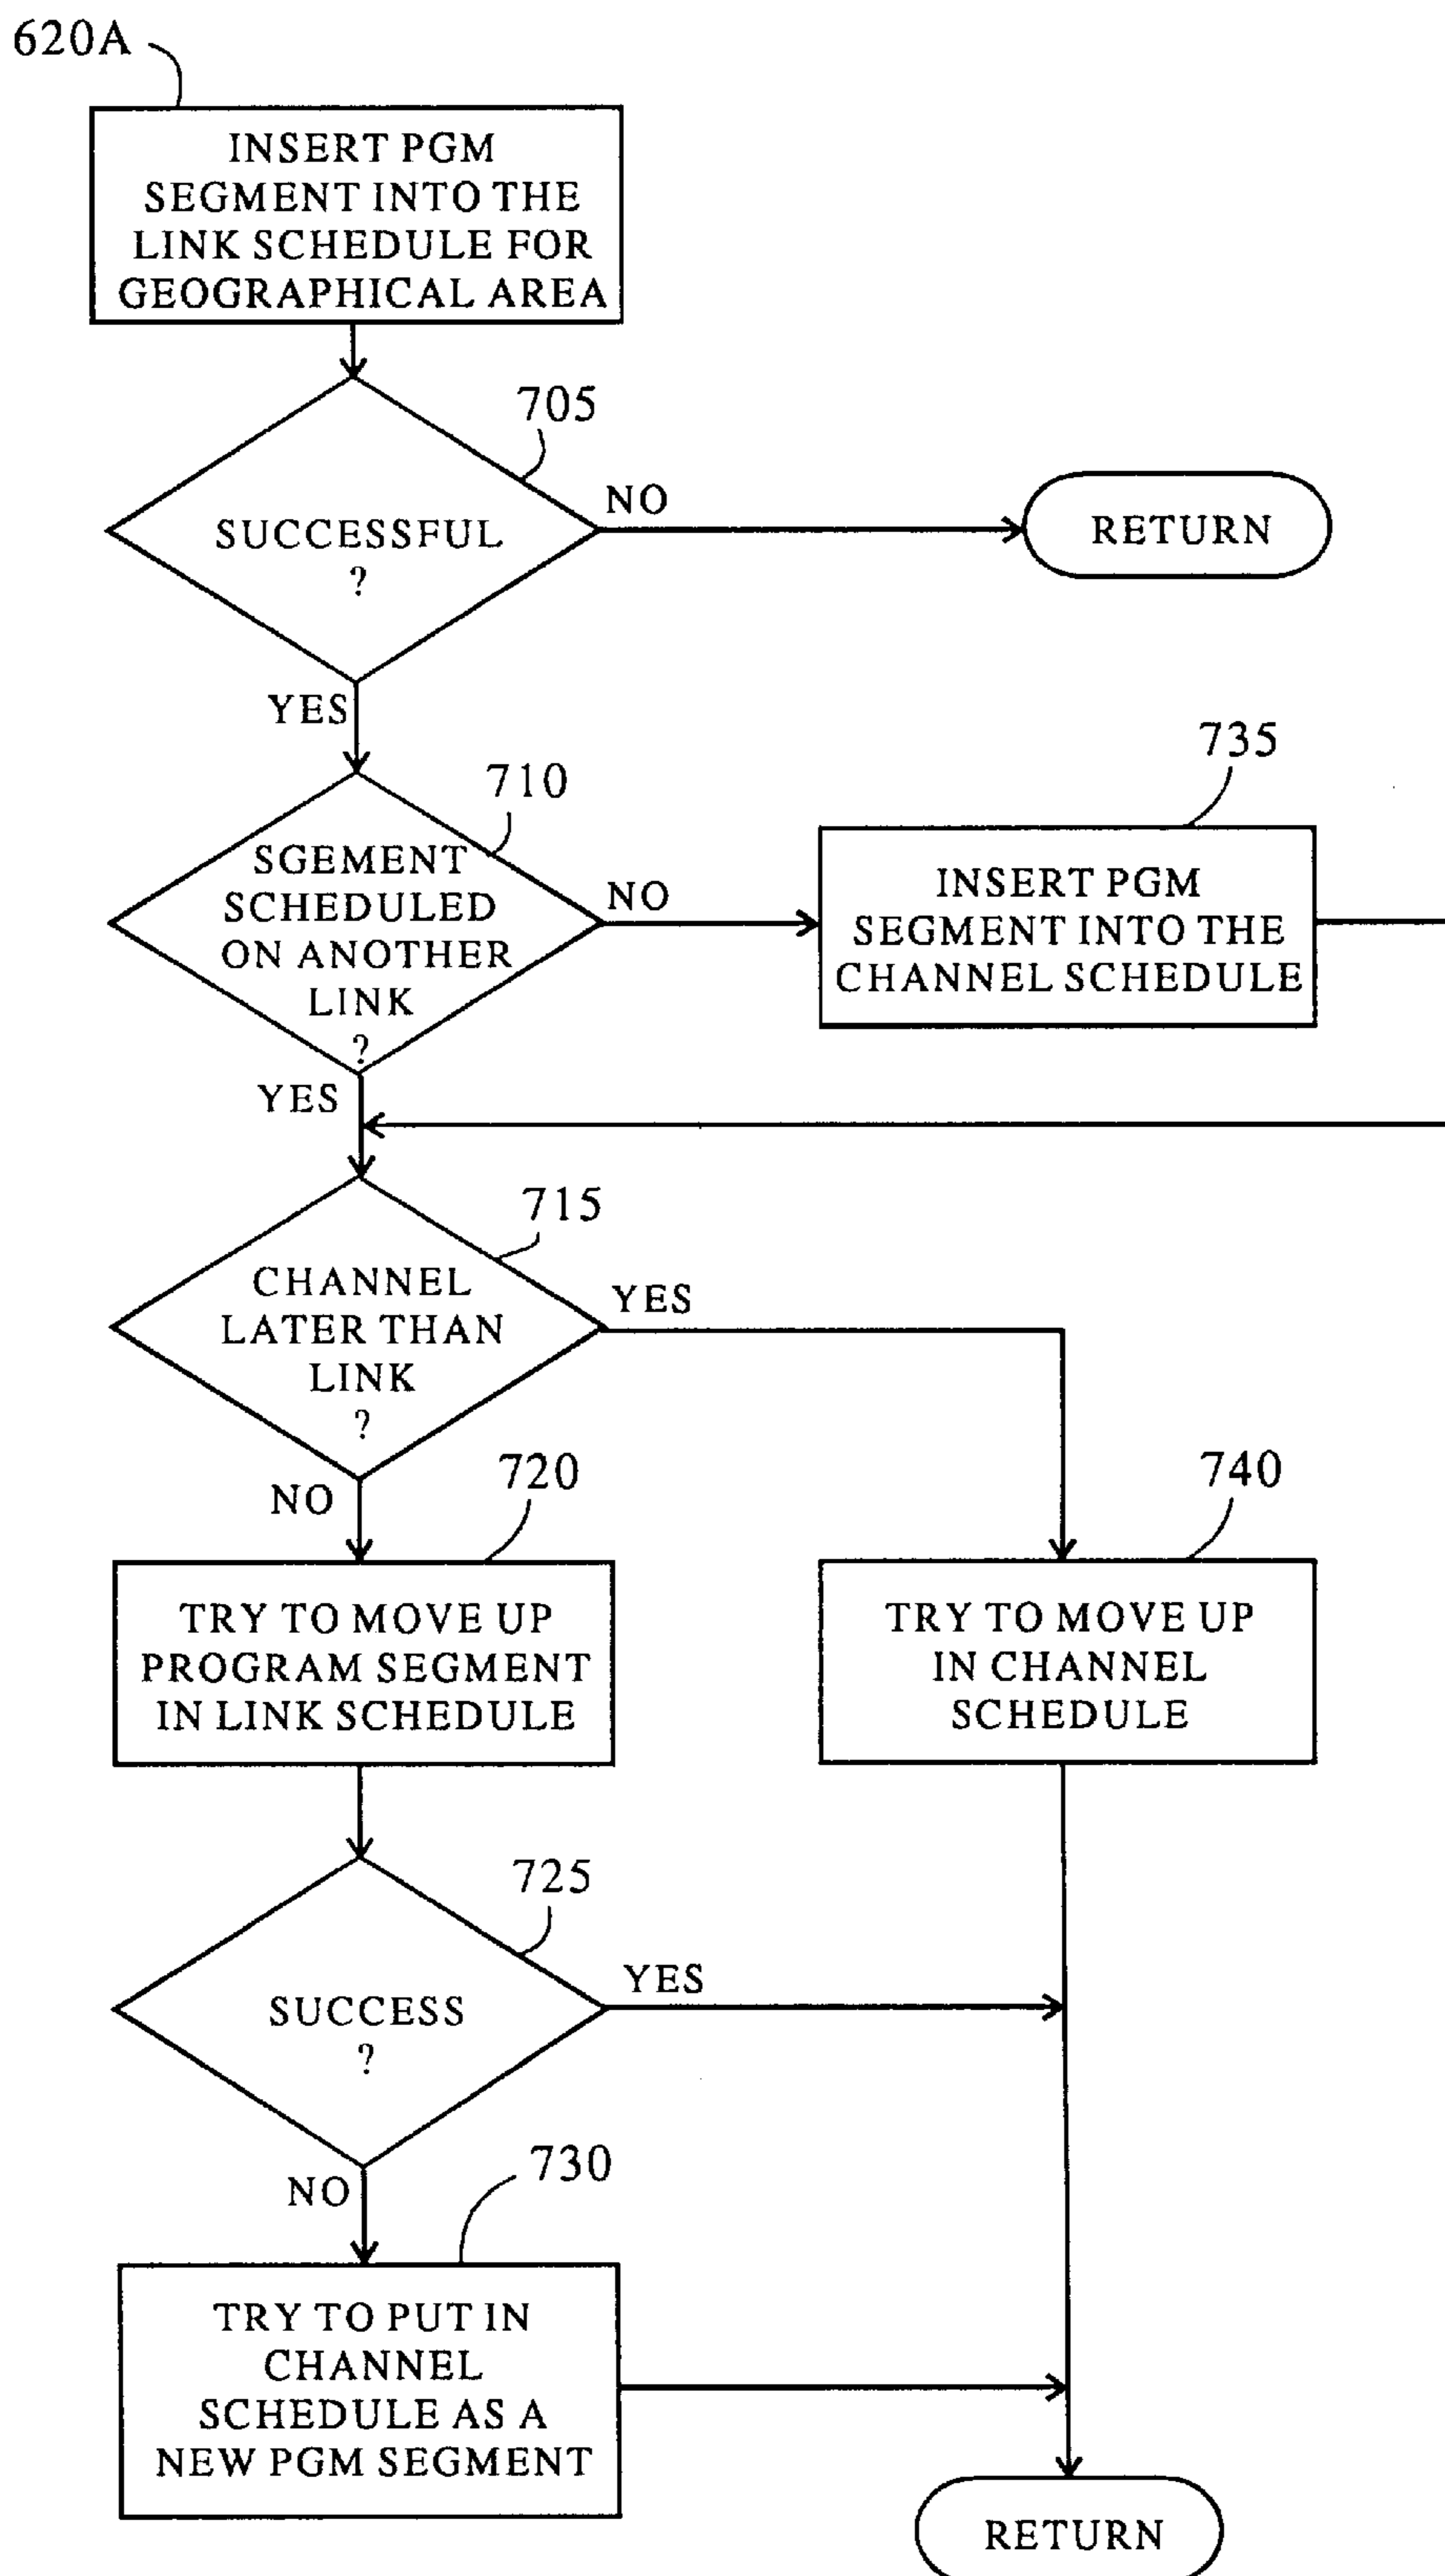 620A
INSERT PGM
SEGMENT INTO THE
LINK SCHEDULE FOR
GEOGRAPHICAL AREA
705
SUCCESSFUL
?
NO
RETURN
YES
710
SGEMENT
SCHEDULED
ON ANOTHER
LINK
?
NO
735
INSERT PGM
SEGMENT INTO THE
CHANNEL SCHEDULE
YES
715
CHANNEL
LATER THAN
LINK
?
YES
NO
720
TRY TO MOVE UP
PROGRAM SEGMENT
IN LINK SCHEDULE
740
TRY TO MOVE UP
IN CHANNEL
SCHEDULE
725
SUCCESS
?
YES
NO
730
TRY TO PUT IN
CHANNEL
SCHEDULE AS A
NEW PGM SEGMENT
RETURN